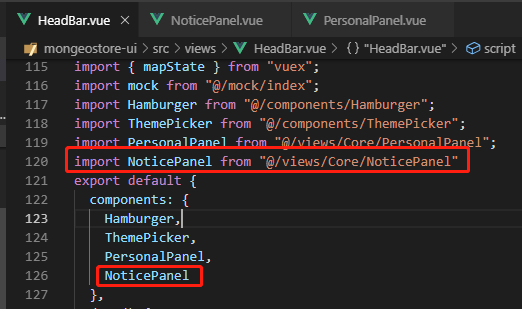 HeadBar.vue × NoticePanel.vue PersonalPanel.vue
mongeostore-ui > src > views > HeadBar.vue > {} "HeadBar.vue" > script
115 import { mapState } from "vuex";
116 import mock from "@/mock/index";
117 import Hamburger from "@/components/Hamburger";
118 import ThemePicker from "@/components/ThemePicker";
119 import PersonalPanel from "@/views/Core/PersonalPanel";
120 import NoticePanel from "@/views/Core/NoticePanel"
121 export default {
122 components: {
123 Hamburger,
124 ThemePicker,
125 PersonalPanel,
126 NoticePanel
127 },